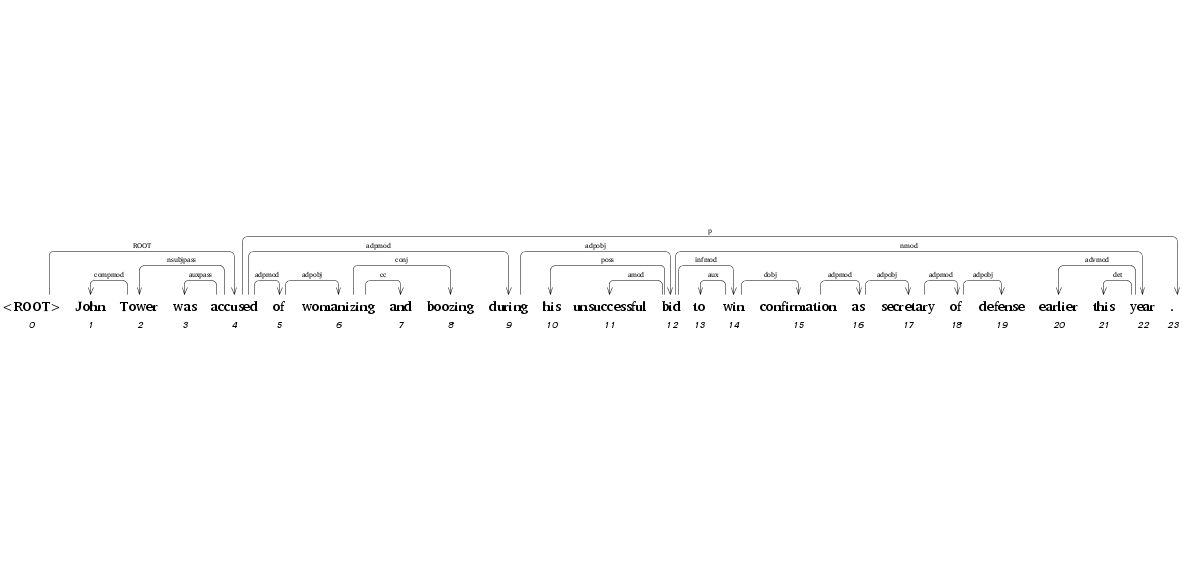 p
ROOT adpmod adpobj nmod
nsubjpass conj poss infmod advmod
compmod auxpass adpmod adpobj cc amod aux dobj adpmod adpobj adpmod adpobj det
<ROOT> John Tower was accused of womanizing and boozing during his unsuccessful bid to win confirmation as secretary of defense earlier this year .
0 1 2 3 4 5 6 7 8 9 10 11 12 13 14 15 16 17 18 19 20 21 22 23